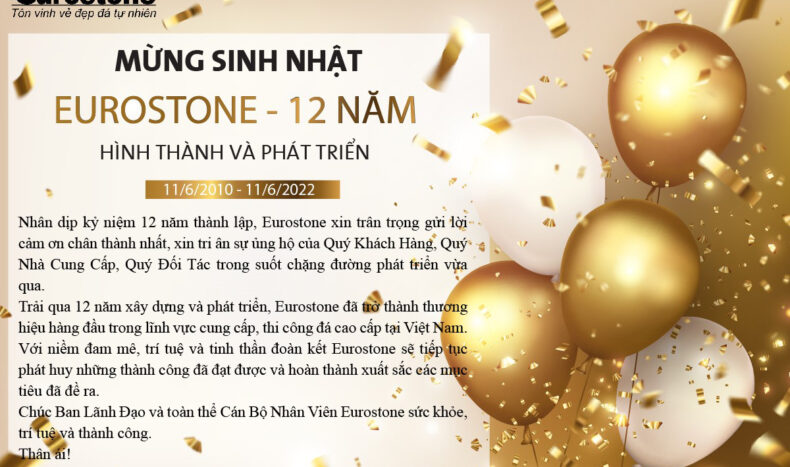 Eurostone
Tôn vinh vẻ đẹp đá tự nhiên
MỪNG SINH NHẬT
EUROSTONE - 12 NĂM
HÌNH THÀNH VÀ PHÁT TRIỂN
11/6/2010 - 11/6/2022
Nhân dịp kỷ niệm 12 năm thành lập, Eurostone xin trân trọng gửi lời
cảm ơn chân thành nhất, xin tri ân sự ủng hộ của Quý Khách Hàng, Quý
Nhà Cung Cấp, Quý Đối Tác trong suốt chặng đường phát triển vừa
qua.
Trải qua 12 năm xây dựng và phát triển, Eurostone đã trở thành thương
hiệu hàng đầu trong lĩnh vực cung cấp, thi công đá cao cấp tại Việt Nam.
Với niềm đam mê, trí tuệ và tinh thần đoàn kết Eurostone sẽ tiếp tục
phát huy những thành công đã đạt được và hoàn thành xuất sắc các mục
tiêu đã đề ra.
Chúc Ban Lãnh Đạo và toàn thể Cán Bộ Nhân Viên Eurostone sức khỏe,
trí tuệ và thành công.
Thân ái!